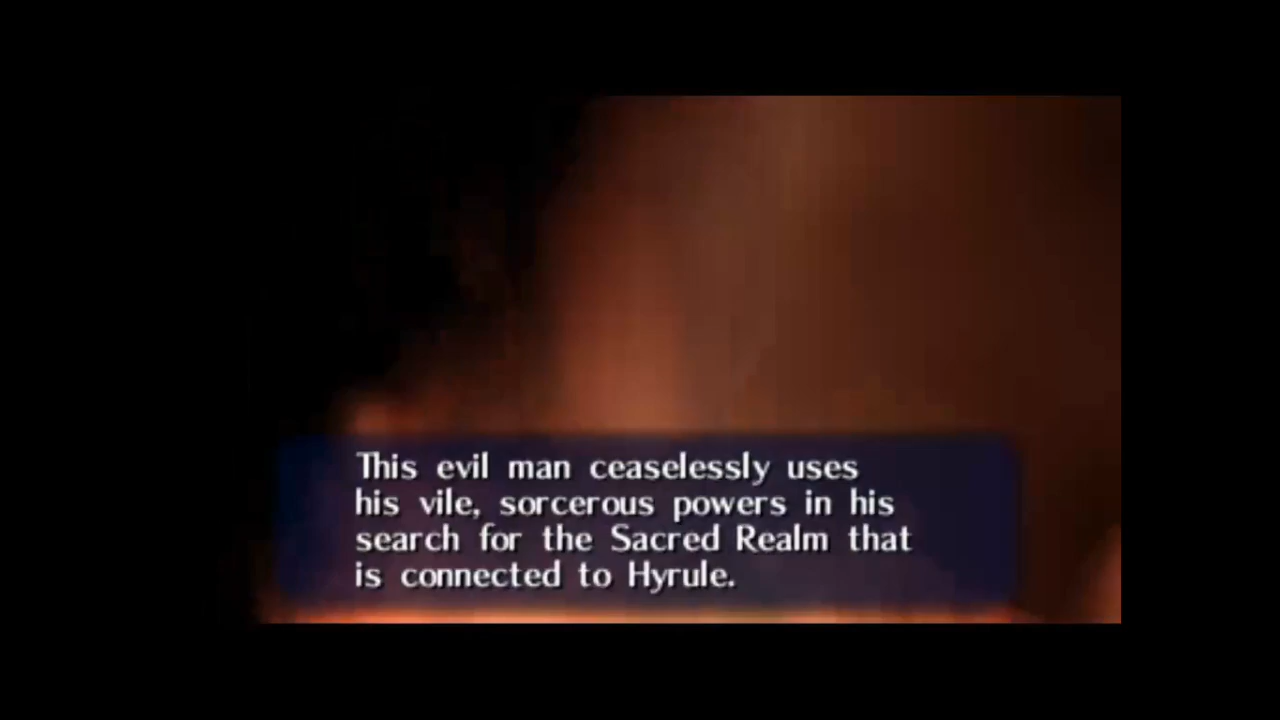 This evil man ceaselessly uses
his vile, sorcerous powers in his
search for the Sacred Realm that
is connected to Hyrule.